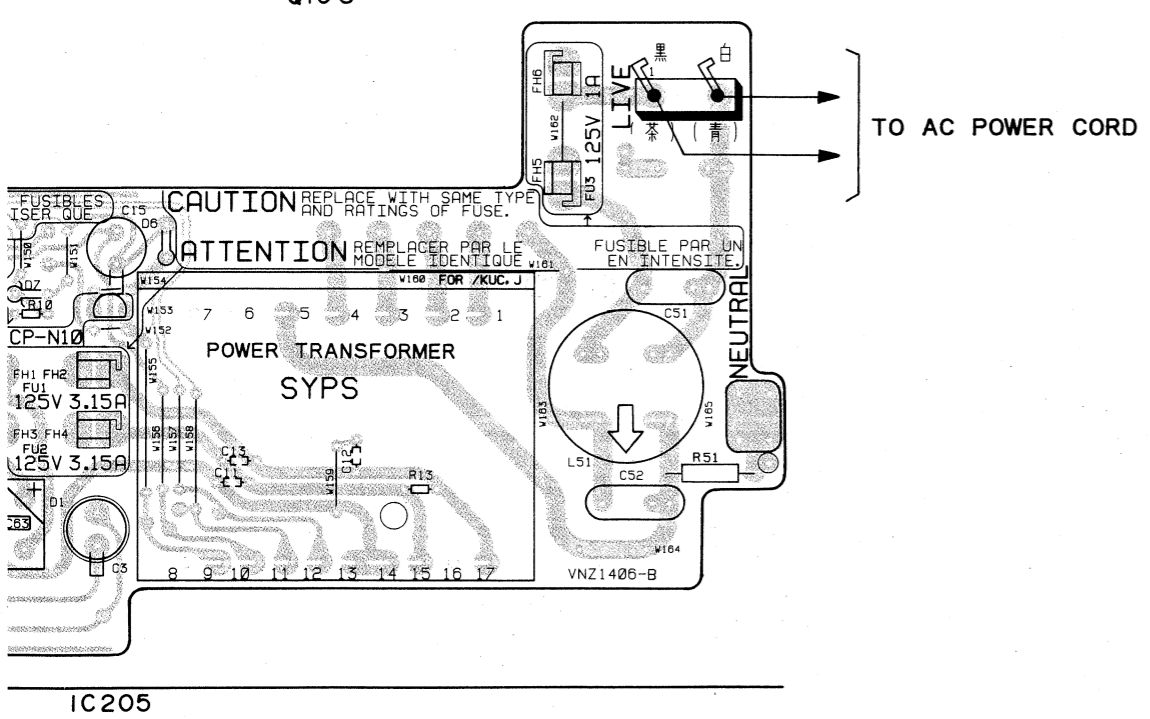 黒 白
FH6
1
LIVE
125V 1A
W162
(茶) (青)
FH5
FU3
TO AC POWER CORD
FUSIBLES
ISER QUE
C15
D6
CAUTION REPLACE WITH SAME TYPE
AND RATINGS OF FUSE.
ATTENTION REMPLACER PAR LE
MODELE IDENTIQUE
FUSIBLE PAR UN
EN INTENSITE.
W150
W151
W161
W154
W160 FOR /KUC.J
R10
W153
7 6 5 4 3 2 1
C51
NEUTRAL
CP-N10
W152
POWER TRANSFORMER
SYPS
W155
FH1 FH2
FU1
125V 3.15A
FH3 FH4
FU2
125V 3.15A
W156
W157
W158
W163
W165
C13
C12
C11
W159
R13
L51
C52
R51
D1
C63
C3
W164
8 9 10 11 12 13 14 15 16 17
VNZ1406-B
IC205